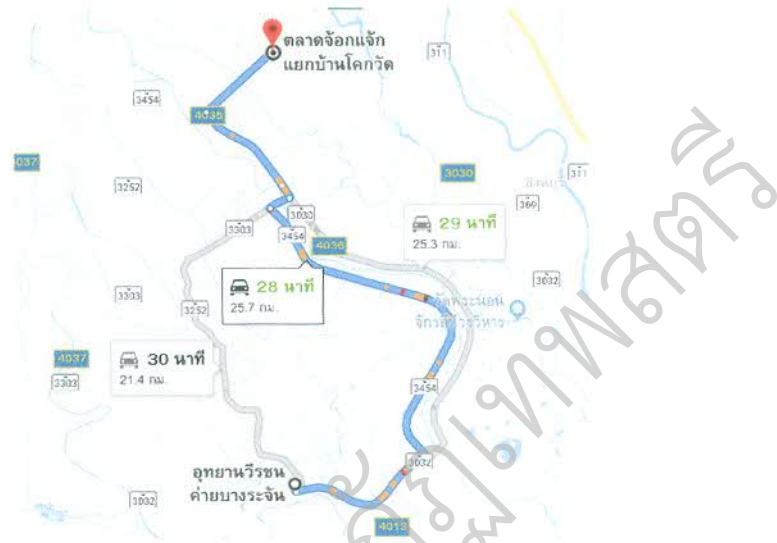 ตลาดจ้อกแจ้ก
แยกบ้านโคกวัด
311
3454
4035
4037
3030
311
3252
369
3303
3033
3454
4036
29 นาที
25.3 กม.
28 นาที
25.7 กม.
3032
3303
3252
4037
3303
30 นาที
21.4 กม.
3454
3032
อุทยานวีรชน
ค่ายบางระจัน
3032
4013